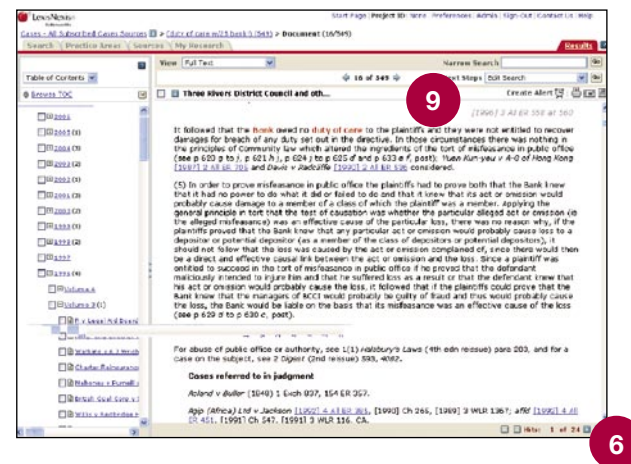 LexisNexis
Start Page | Project ID: None Preferences | Admin | Sign-Out | Contact Us | Help
Cases - All Subscribed Cases Sources > (duty of care w/25 bank) (549) > Document (16/549)
Search Practice Areas Sources My Research Results
View Full Text Narrow Search Go
Table of Contents 16 of 549 Next Steps Edit Search Go
Browse TOC Three Rivers District Council and oth... Create Alert
9
[1996] 3 All ER 558 at 560
It followed that the Bank owed no duty of care to the plaintiffs and they were not entitled to recover
damages for breach of any duty set out in the directive. In those circumstances there was nothing in
the principles of Community law which altered the ingredients of the tort of misfeasance in public office
(see p 620 g to j, p 621 h j, p 624 j to p 625 d and p 633 e f, post); Yuen Kun-yeu v A-G of Hong Kong
[1987] 2 All ER 705 and Davis v Radcliffe [1990] 2 All ER 536 considered.
(5) In order to prove misfeasance in public office the plaintiffs had to prove both that the Bank knew
that it had no power to do what it did or failed to do and that it knew that its act or omission would
probably cause damage to a member of a class of which the plaintiff was a member. Applying the
general principle in tort that the test of causation was whether the particular alleged act or omission (ie
the alleged misfeasance) was an effective cause of the particular loss, there was no reason why, if the
plaintiffs proved that the Bank knew that any particular act or omission would probably cause loss to a
depositor or potential depositor (as a member of the class of depositors or potential depositors), it
should not follow that the loss was caused by the act or omission complained of, since there would then
be a direct and effective causal link between the act or omission and the loss. Since a plaintiff was
entitled to succeed in the tort of misfeasance in public office if he proved that the defendant
maliciously intended to injure him and that he suffered loss as a result or that the defendant knew that
his act or omission would probably cause the loss, it followed that if the plaintiffs could prove that the
Bank knew that the managers of BCCI would probably be guilty of fraud and thus would probably cause
the loss, the Bank would be liable on the basis that its misfeasance was an effective cause of the loss
(see p 629 d to p 630 c, post).
For abuse of public office or authority, see 1(1) Halsbury's Laws (4th edn reissue) para 203, and for a
case on the subject, see 2 Digest (2nd reissue) 593, 4082.
Cases referred to in judgment
Acland v Buller (1848) 1 Exch 837, 154 ER 357.
Agip (Africa) Ltd v Jackson [1992] 4 All ER 385, [1990] Ch 265, [1989] 3 WLR 1367; affd [1992] 4 All
ER 451, [1991] Ch 547, [1991] 3 WLR 116, CA.
Volume 4
Volume 3 (1)
Hits: 1 of 24
6